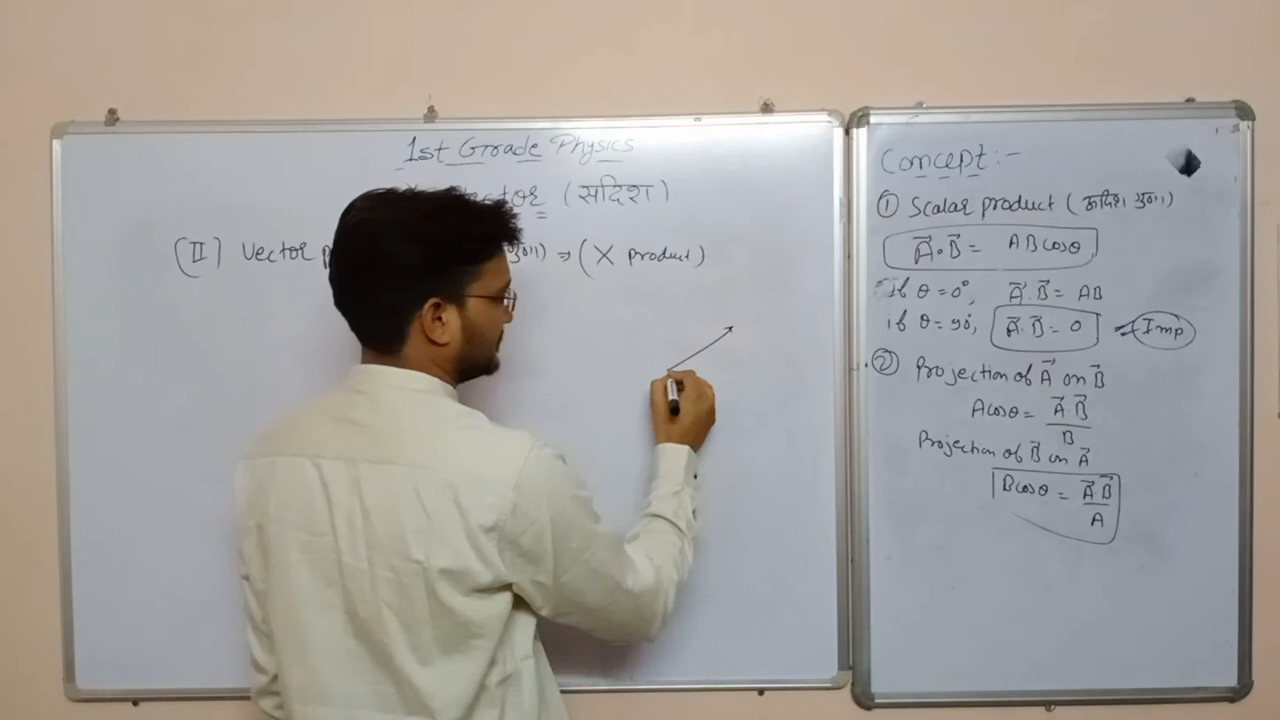 1st Grade Physics
(सदिश)
(II) Vector ⇒ (X product)
Concept :-
① Scalar product (अदिश गुणा)
A⃗·B⃗ = AB cosθ
if θ=0°, A⃗.B⃗ = AB
if θ=90°, A⃗.B⃗ = 0 ⇐ Imp
② Projection of A⃗ on B⃗
A cosθ = A⃗.B⃗ / B
Projection of B⃗ on A⃗
B cosθ = A⃗.B⃗ / A